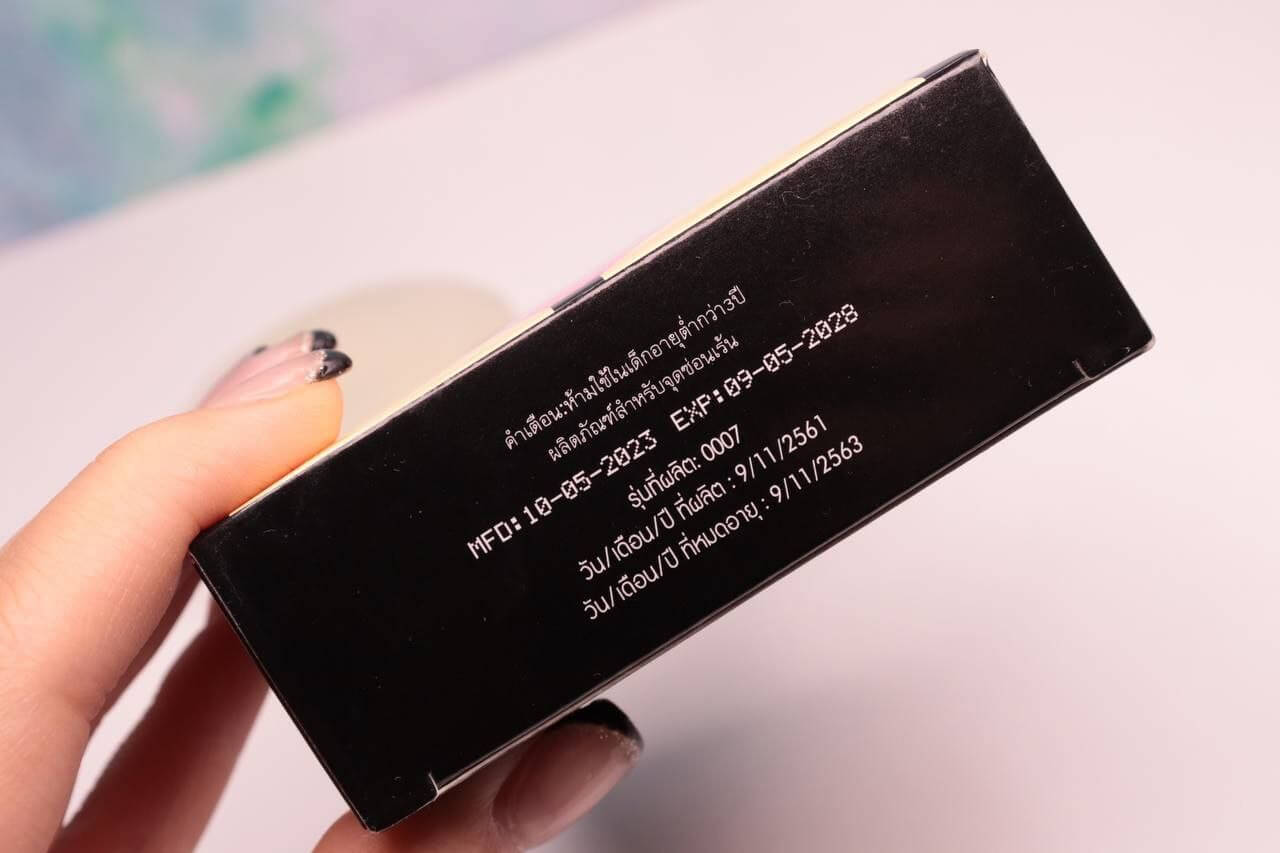 คำเตือน:ห้ามใช้ในเด็กอายุต่ำกว่า3ปี
ผลิตภัณฑ์สำหรับจุดซ่อนเร้น
MFD:10-05-2023 EXP:09-05-2028
รุ่นที่ผลิต: 0007
วัน/เดือน/ปี ที่ผลิต : 9/11/2561
วัน/เดือน/ปี ที่หมดอายุ : 9/11/2563